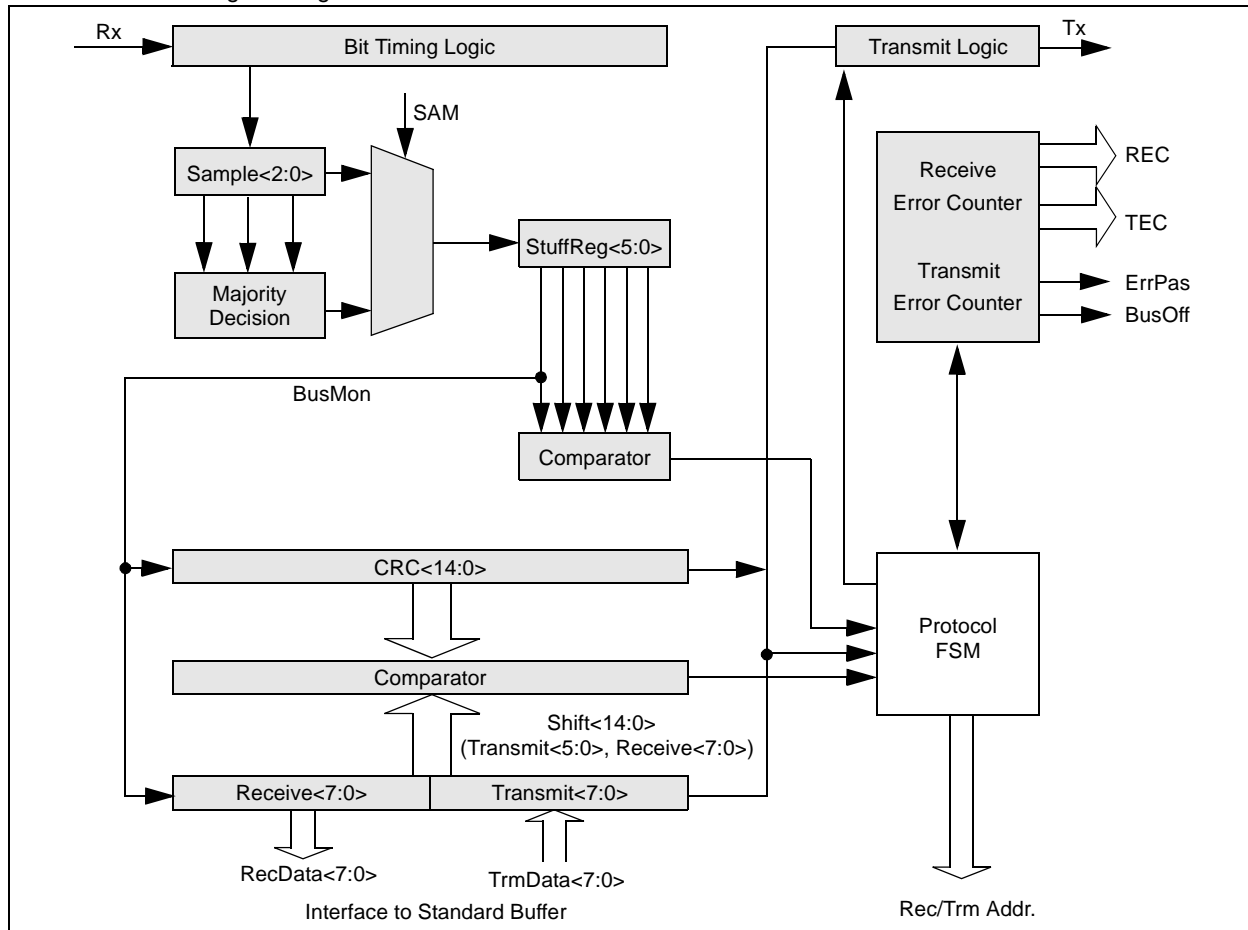 Rx
Bit Timing Logic
Transmit Logic
Tx
SAM
Sample<2:0>
Majority
Decision
StuffReg<5:0>
Receive
Error Counter
Transmit
Error Counter
REC
TEC
ErrPas
BusOff
BusMon
Comparator
CRC<14:0>
Comparator
Protocol
FSM
Shift<14:0>
(Transmit<5:0>, Receive<7:0>)
Receive<7:0>
Transmit<7:0>
RecData<7:0>
TrmData<7:0>
Interface to Standard Buffer
Rec/Trm Addr.